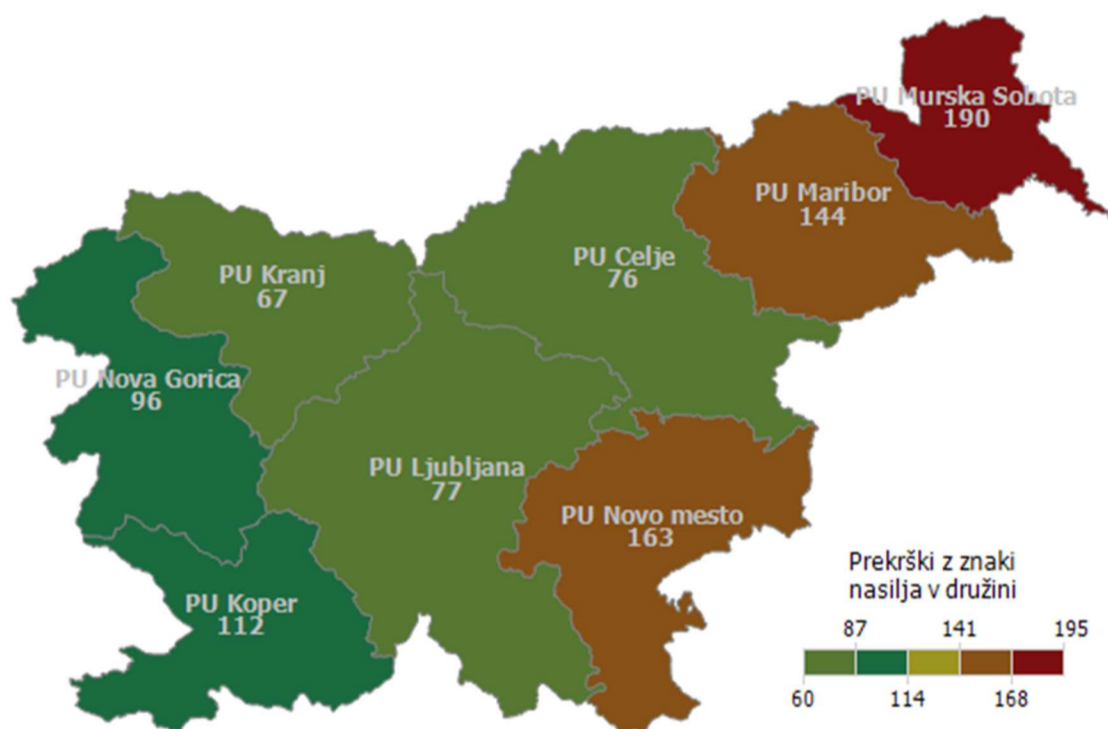 PU Murska Sobota
190
PU Maribor
144
PU Celje
76
PU Kranj
67
PU Nova Gorica
96
PU Ljubljana
77
PU Novo mesto
163
PU Koper
112
Prekrški z znaki
nasilja v družini
87 141 195
60 114 168